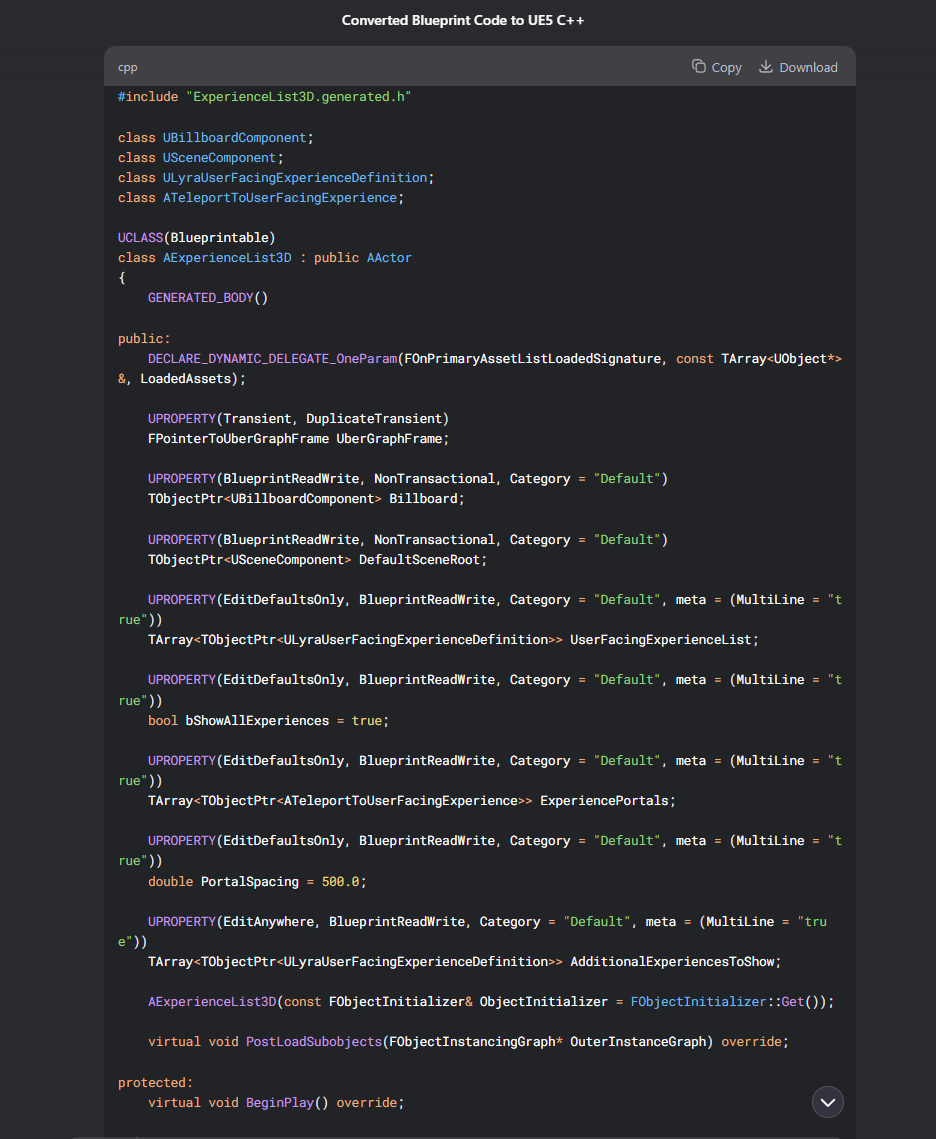 Converted Blueprint Code to UE5 C++
cpp
Copy
Download
#include "ExperienceList3D.generated.h"
class UBillboardComponent;
class USceneComponent;
class ULyraUserFacingExperienceDefinition;
class ATeleportToUserFacingExperience;
UCLASS(Blueprintable)
class AExperienceList3D : public AActor
{
GENERATED_BODY()
public:
DECLARE_DYNAMIC_DELEGATE_OneParam(FOnPrimaryAssetListLoadedSignature, const TArray<UObject*>
&, LoadedAssets);
UPROPERTY(Transient, DuplicateTransient)
FPointerToUberGraphFrame UberGraphFrame;
UPROPERTY(BlueprintReadWrite, NonTransactional, Category = "Default")
TObjectPtr<UBillboardComponent> Billboard;
UPROPERTY(BlueprintReadWrite, NonTransactional, Category = "Default")
TObjectPtr<USceneComponent> DefaultSceneRoot;
UPROPERTY(EditDefaultsOnly, BlueprintReadWrite, Category = "Default", meta = (MultiLine = "t
rue"))
TArray<TObjectPtr<ULyraUserFacingExperienceDefinition>> UserFacingExperienceList;
UPROPERTY(EditDefaultsOnly, BlueprintReadWrite, Category = "Default", meta = (MultiLine = "t
rue"))
bool bShowAllExperiences = true;
UPROPERTY(EditDefaultsOnly, BlueprintReadWrite, Category = "Default", meta = (MultiLine = "t
rue"))
TArray<TObjectPtr<ATeleportToUserFacingExperience>> ExperiencePortals;
UPROPERTY(EditDefaultsOnly, BlueprintReadWrite, Category = "Default", meta = (MultiLine = "t
rue"))
double PortalSpacing = 500.0;
UPROPERTY(EditAnywhere, BlueprintReadWrite, Category = "Default", meta = (MultiLine = "tru
e"))
TArray<TObjectPtr<ULyraUserFacingExperienceDefinition>> AdditionalExperiencesToShow;
AExperienceList3D(const FObjectInitializer& ObjectInitializer = FObjectInitializer::Get());
virtual void PostLoadSubobjects(FObjectInstancingGraph* OuterInstanceGraph) override;
protected:
virtual void BeginPlay() override;